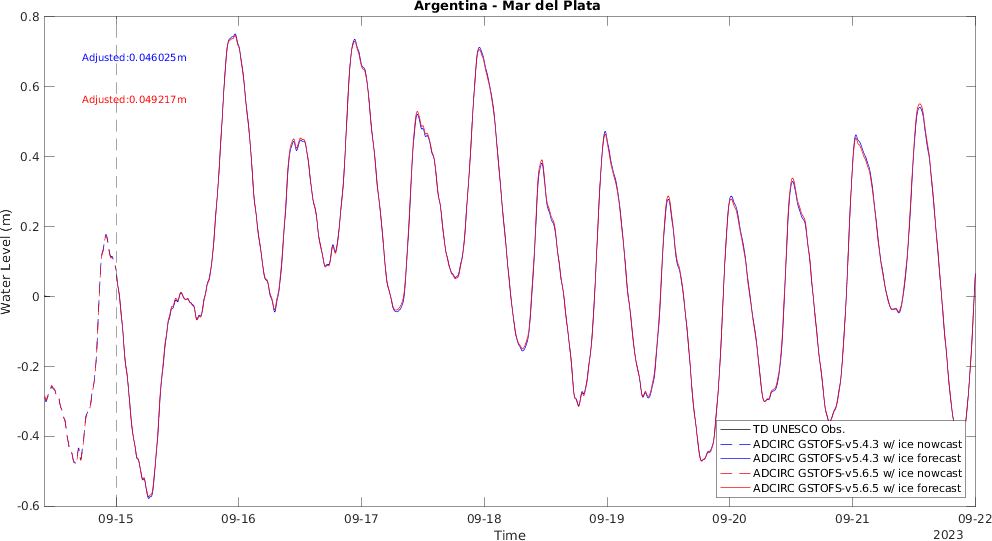 Argentina - Mar del Plata
Adjusted:0.046025m
Adjusted:0.049217m
Water Level (m)
0.8
0.6
0.4
0.2
0
-0.2
-0.4
-0.6
TD UNESCO Obs.
ADCIRC GSTOFS-v5.4.3 w/ ice nowcast
ADCIRC GSTOFS-v5.4.3 w/ ice forecast
ADCIRC GSTOFS-v5.6.5 w/ ice nowcast
ADCIRC GSTOFS-v5.6.5 w/ ice forecast
09-15 09-16 09-17 09-18 09-19 09-20 09-21 09-22
Time
2023